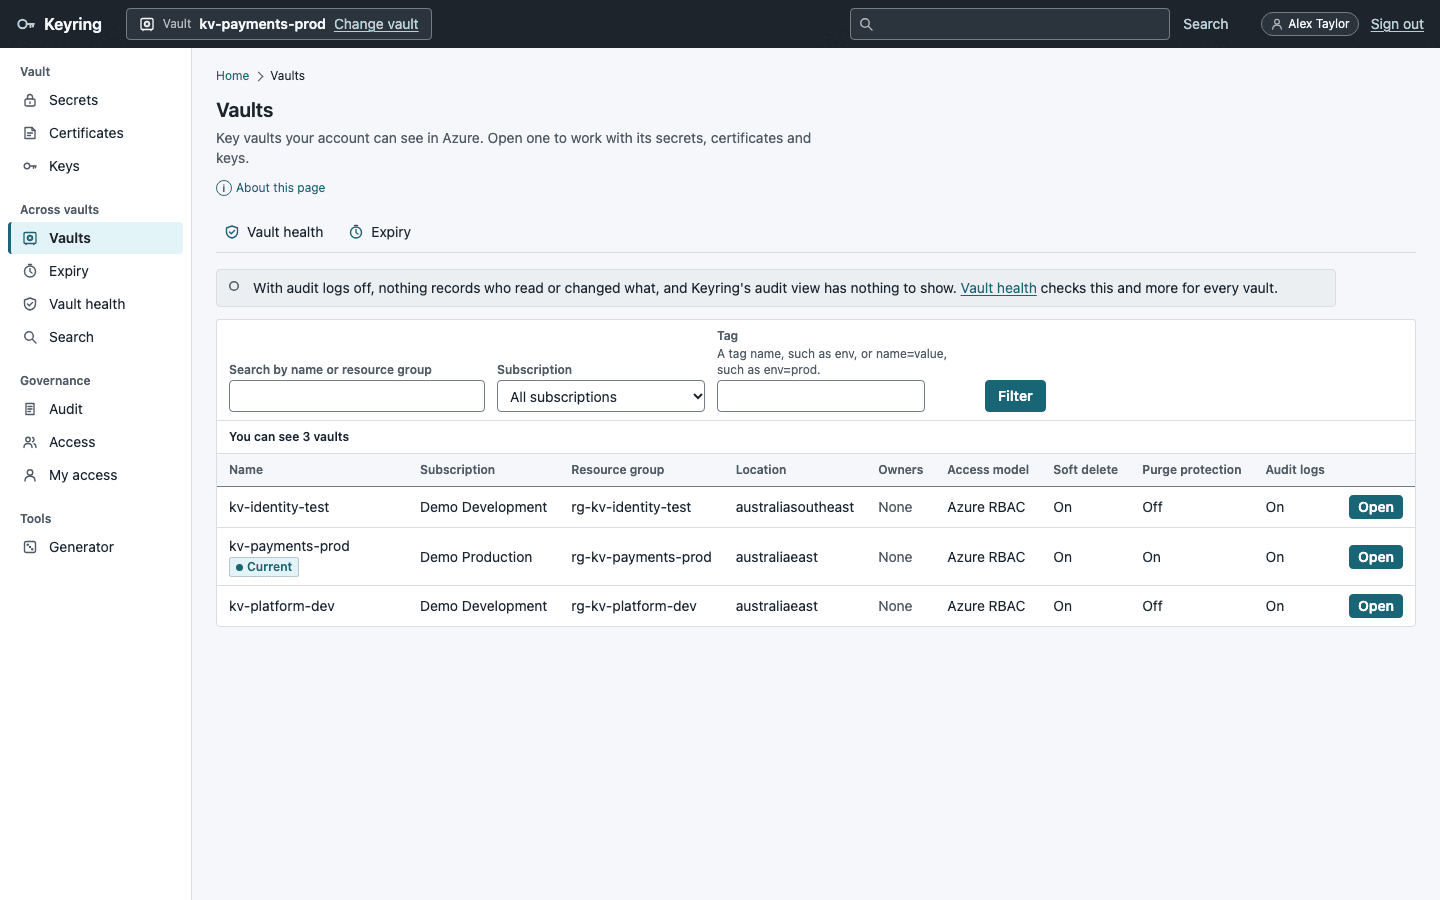 Keyring
Vault kv-payments-prod Change vault
Search
Alex Taylor
Sign out
Vault
Secrets
Certificates
Keys
Across vaults
Vaults
Expiry
Vault health
Search
Governance
Audit
Access
My access
Tools
Generator
Home > Vaults
Vaults
Key vaults your account can see in Azure. Open one to work with its secrets, certificates and
keys.
About this page
Vault health Expiry
With audit logs off, nothing records who read or changed what, and Keyring's audit view has nothing to show. Vault health checks this and more for every vault.
Search by name or resource group
Subscription
All subscriptions
Tag
A tag name, such as env, or name=value,
such as env=prod.
Filter
You can see 3 vaults
Name Subscription Resource group Location Owners Access model Soft delete Purge protection Audit logs
kv-identity-test Demo Development rg-kv-identity-test australiasoutheast None Azure RBAC On Off On Open
kv-payments-prod Demo Production rg-kv-payments-prod australiaeast None Azure RBAC On On On Open
Current
kv-platform-dev Demo Development rg-kv-platform-dev australiaeast None Azure RBAC On Off On Open